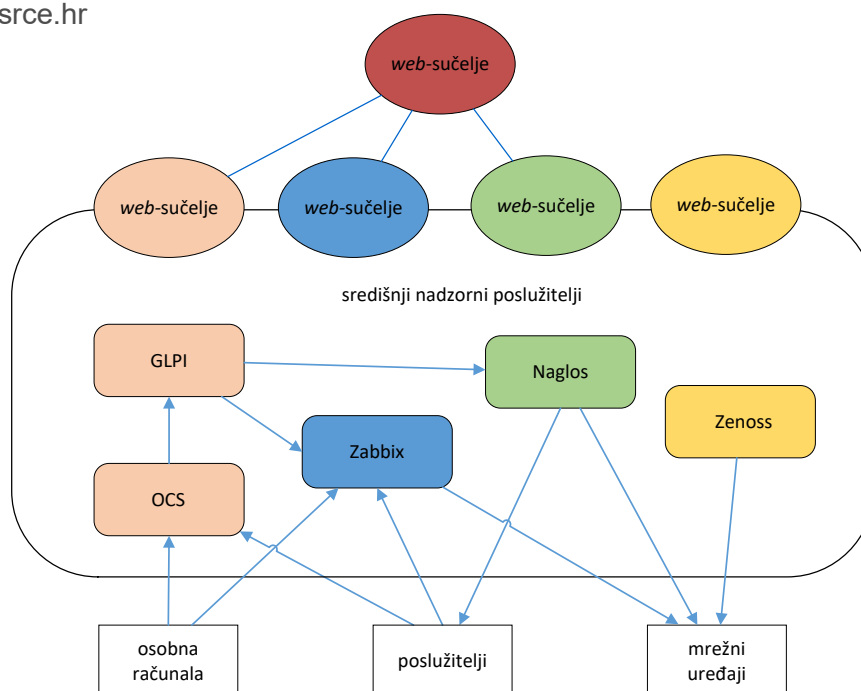 srce.hr
web-sučelje
web-sučelje
web-sučelje
web-sučelje
web-sučelje
središnji nadzorni poslužitelji
GLPI
Naglos
Zenoss
Zabbix
OCS
osobna
računala
poslužitelji
mrežni
uređaji